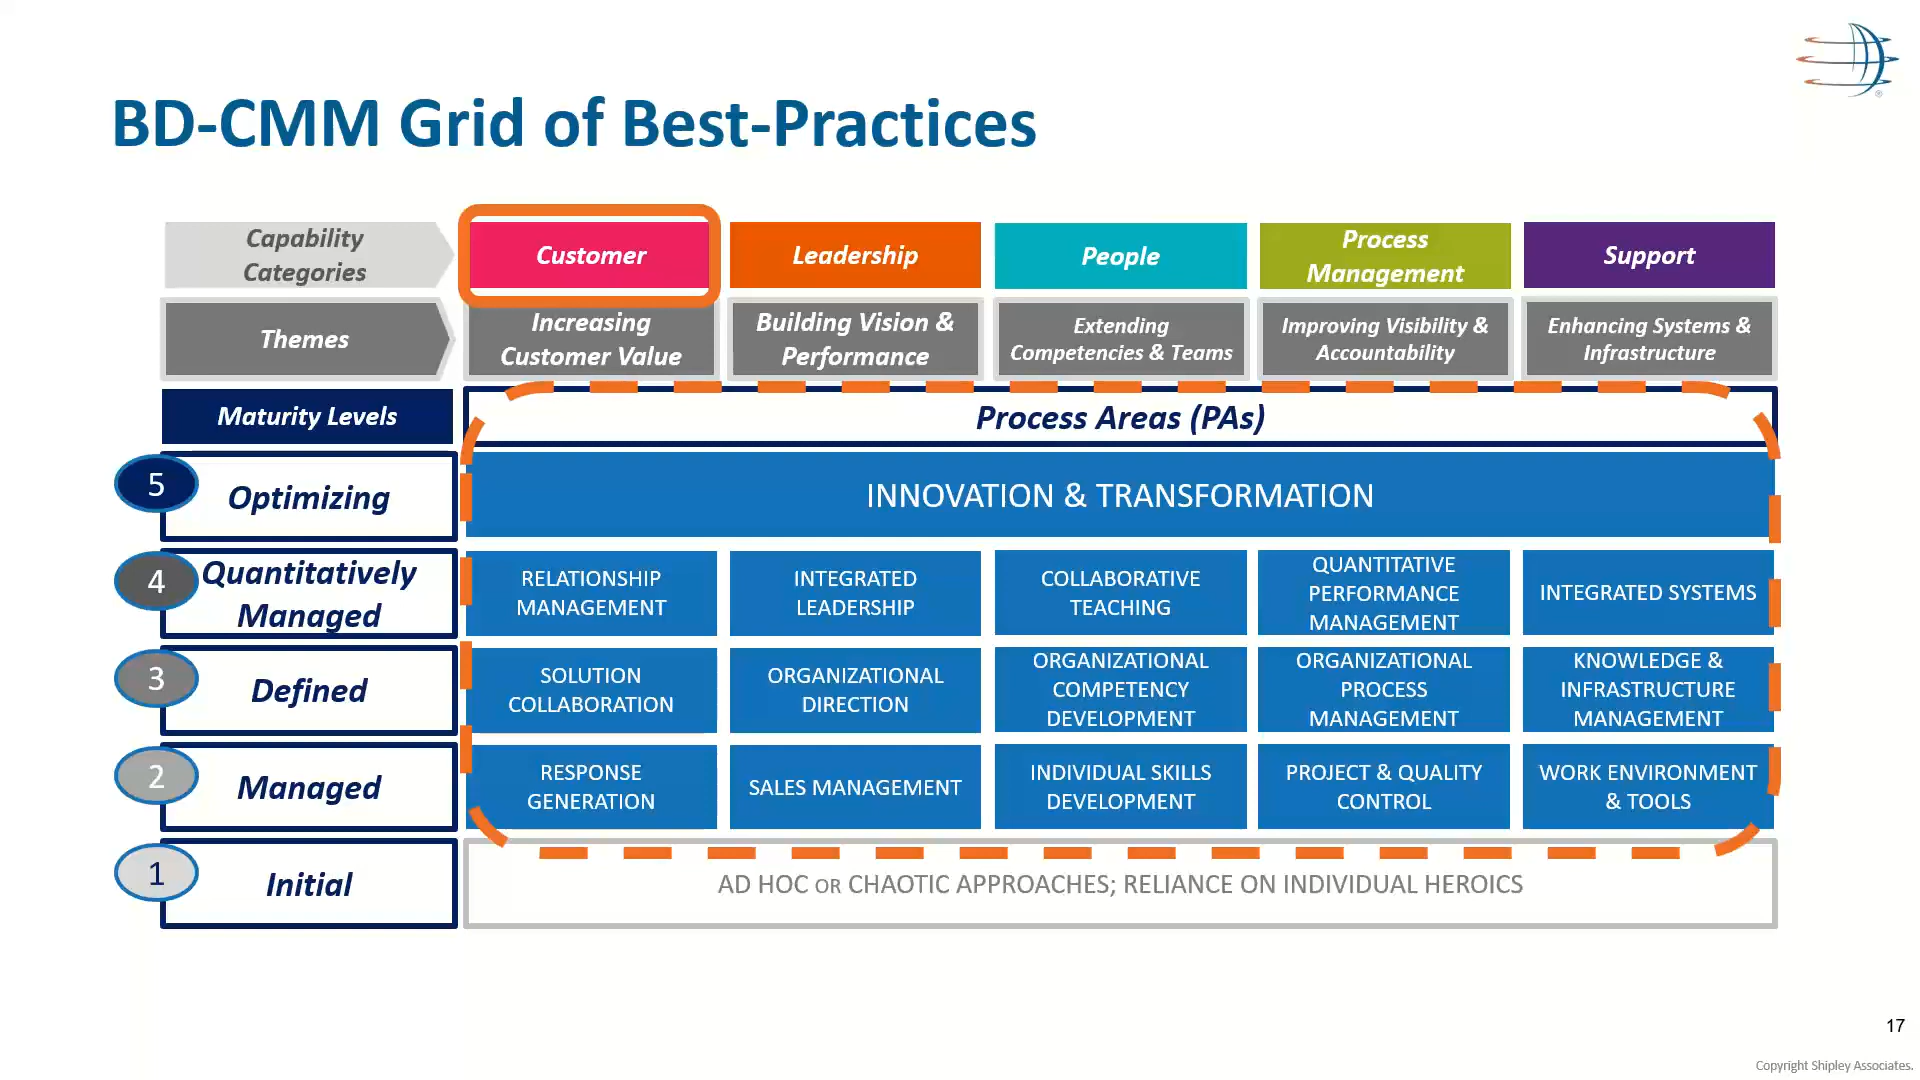 BD-CMM Grid of Best-Practices
Capability
Categories
Customer
Leadership
People
Process
Management
Support
Themes
Increasing
Customer Value
Building Vision &
Performance
Extending
Competencies & Teams
Improving Visibility &
Accountability
Enhancing Systems &
Infrastructure
Maturity Levels
Process Areas (PAs)
5
Optimizing
INNOVATION & TRANSFORMATION
4
Quantitatively
Managed
RELATIONSHIP
MANAGEMENT
INTEGRATED
LEADERSHIP
COLLABORATIVE
TEACHING
QUANTITATIVE
PERFORMANCE
MANAGEMENT
INTEGRATED SYSTEMS
3
Defined
SOLUTION
COLLABORATION
ORGANIZATIONAL
DIRECTION
ORGANIZATIONAL
COMPETENCY
DEVELOPMENT
ORGANIZATIONAL
PROCESS
MANAGEMENT
KNOWLEDGE &
INFRASTRUCTURE
MANAGEMENT
2
Managed
RESPONSE
GENERATION
SALES MANAGEMENT
INDIVIDUAL SKILLS
DEVELOPMENT
PROJECT & QUALITY
CONTROL
WORK ENVIRONMENT
& TOOLS
1
Initial
AD HOC OR CHAOTIC APPROACHES; RELIANCE ON INDIVIDUAL HEROICS
17
Copyright Shipley Associates.
®